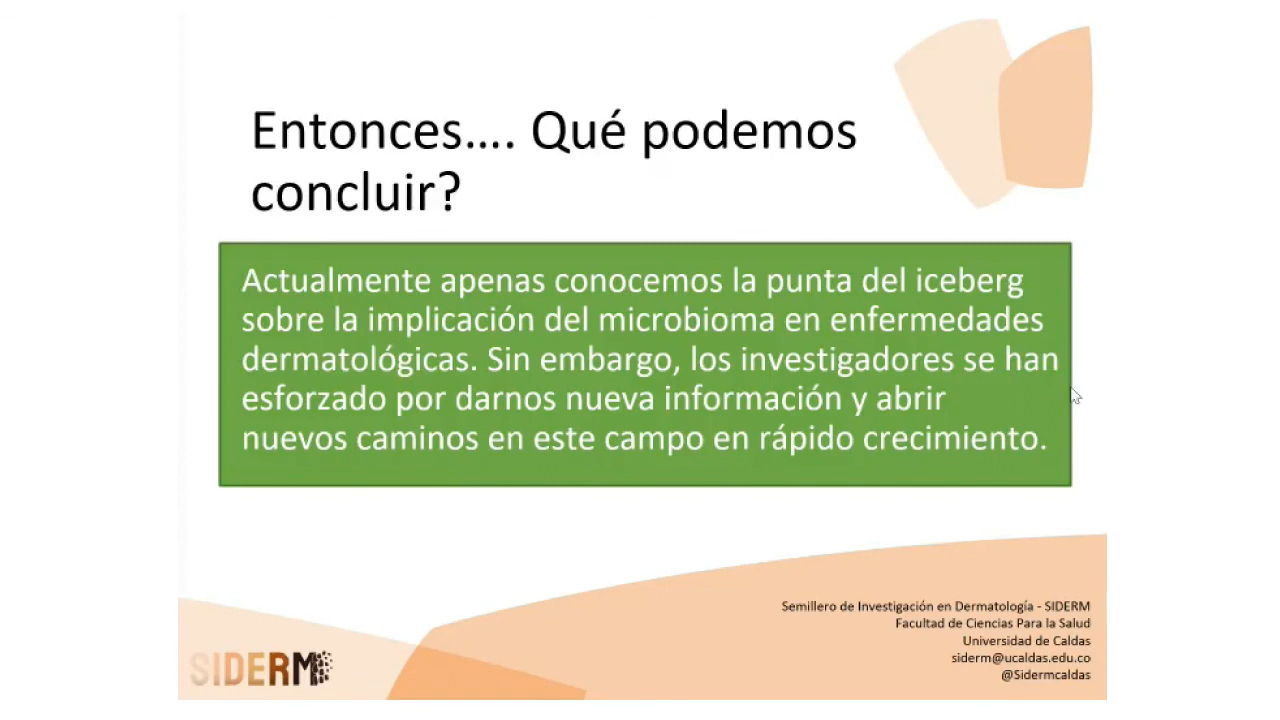 Entonces…. Qué podemos
concluir?
Actualmente apenas conocemos la punta del iceberg
sobre la implicación del microbioma en enfermedades
dermatológicas. Sin embargo, los investigadores se han
esforzado por darnos nueva información y abrir
nuevos caminos en este campo en rápido crecimiento.
Semillero de Investigación en Dermatología - SIDERM
Facultad de Ciencias Para la Salud
Universidad de Caldas
siderm@ucaldas.edu.co
@Sidermcaldas
SIDERM